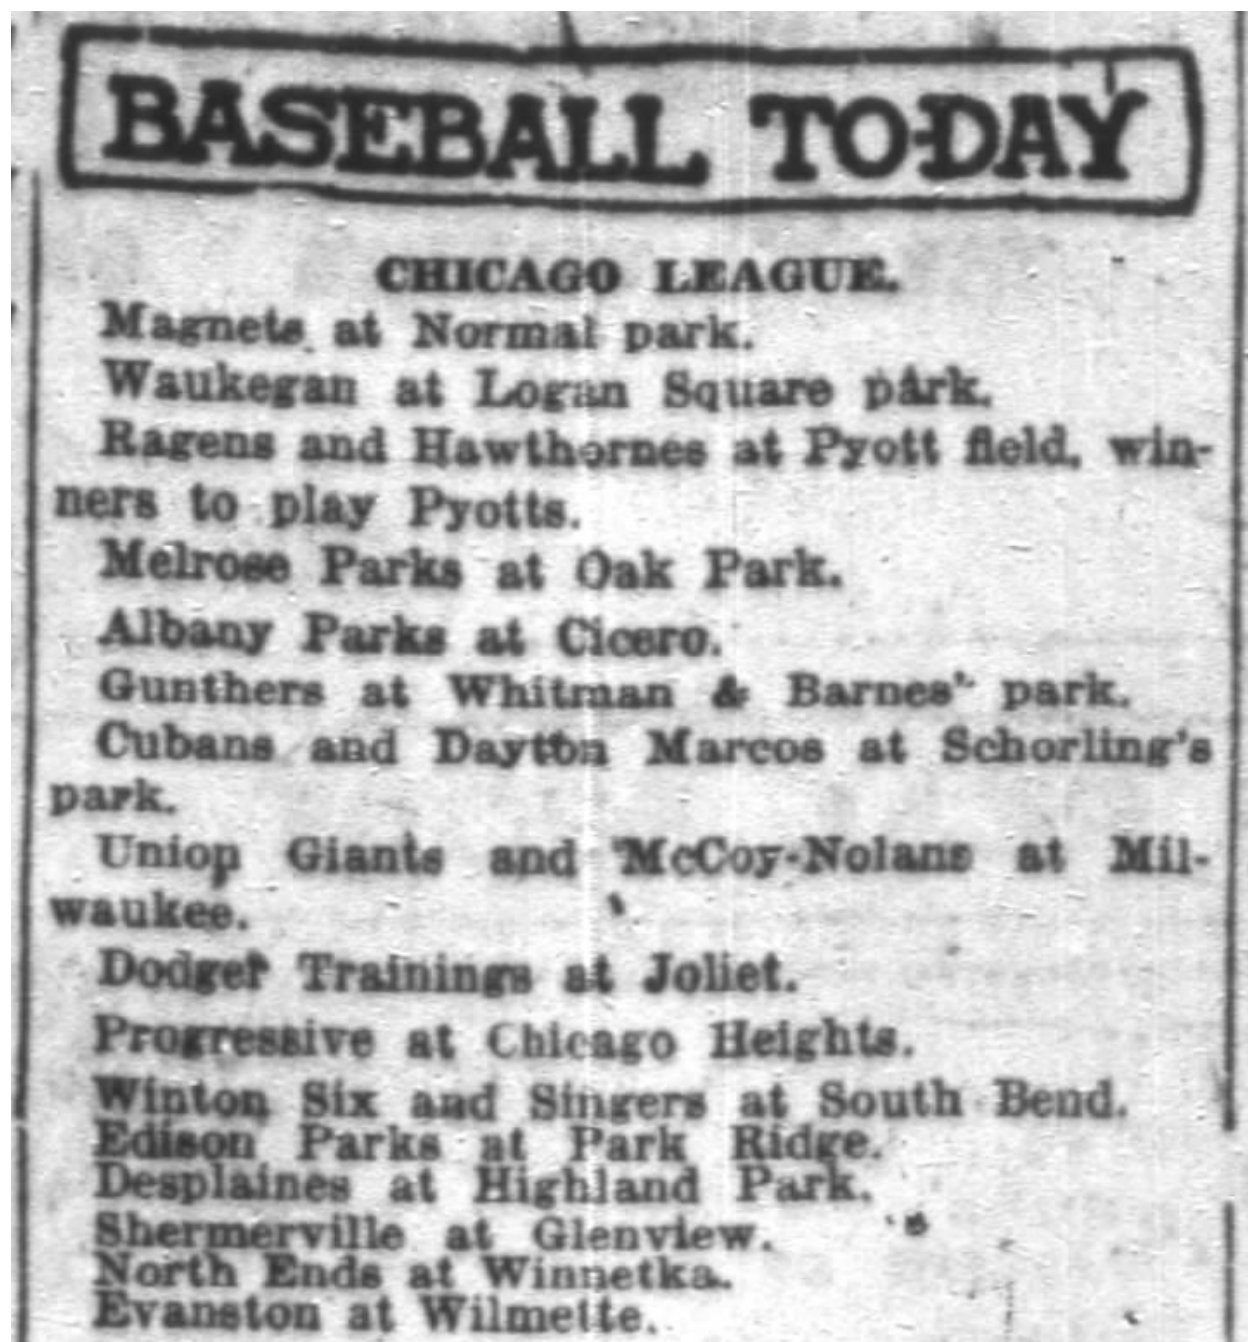 BASEBALL TO-DAY
CHICAGO LEAGUE.
Magnets at Normal park.
Waukegan at Logan Square park.
Ragens and Hawthornes at Pyott field, win-
ners to play Pyotts.
Melrose Parks at Oak Park.
Albany Parks at Cicero.
Gunthers at Whitman & Barnes' park.
Cubans and Dayton Marcos at Schorling's
park.
Union Giants and McCoy-Nolans at Mil-
waukee.
Dodger Trainings at Joliet.
Progressive at Chicago Heights.
Winton Six and Singers at South Bend.
Edison Parks at Park Ridge.
Desplaines at Highland Park.
Shermerville at Glenview.
North Ends at Winnetka.
Evanston at Wilmette.